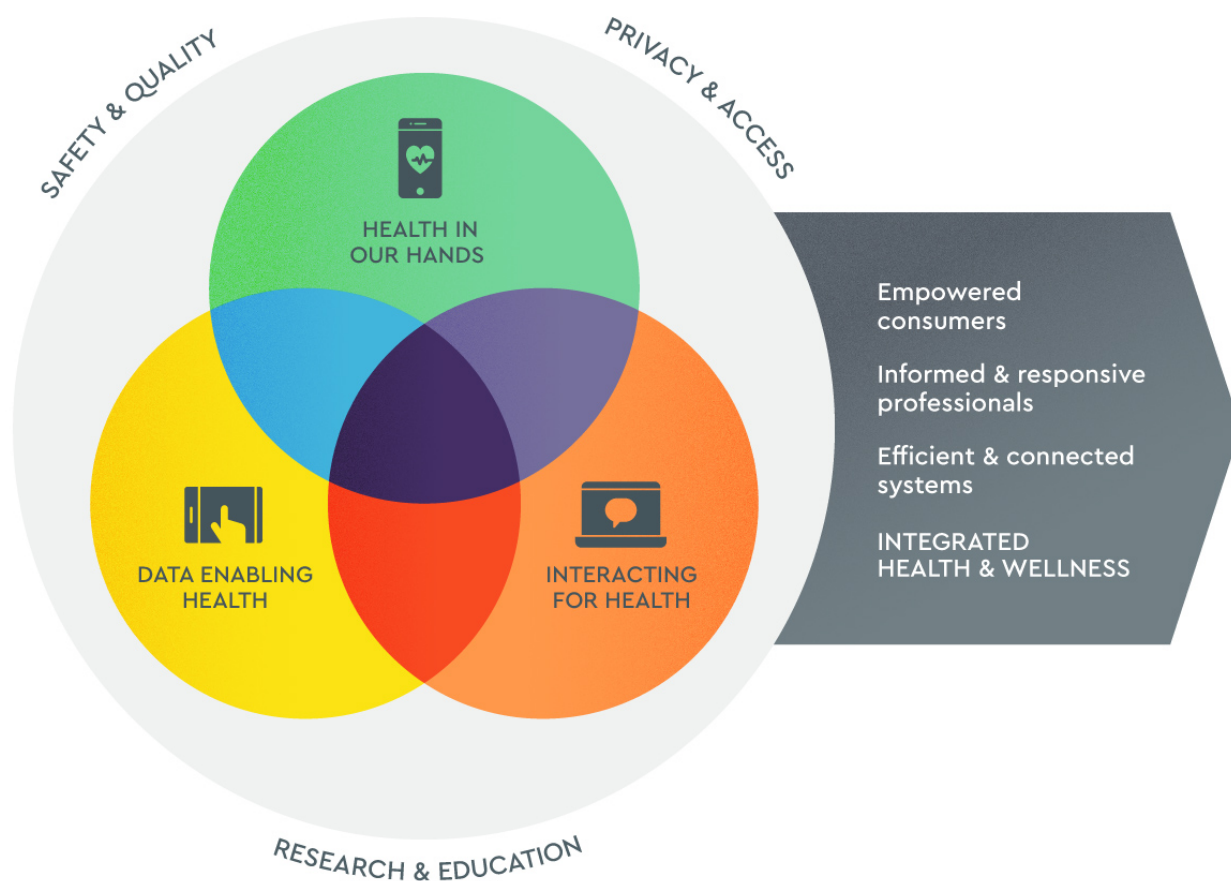 SAFETY & QUALITY
PRIVACY & ACCESS
HEALTH IN
OUR HANDS
DATA ENABLING
HEALTH
INTERACTING
FOR HEALTH
RESEARCH & EDUCATION
Empowered
consumers
Informed & responsive
professionals
Efficient & connected
systems
INTEGRATED
HEALTH & WELLNESS